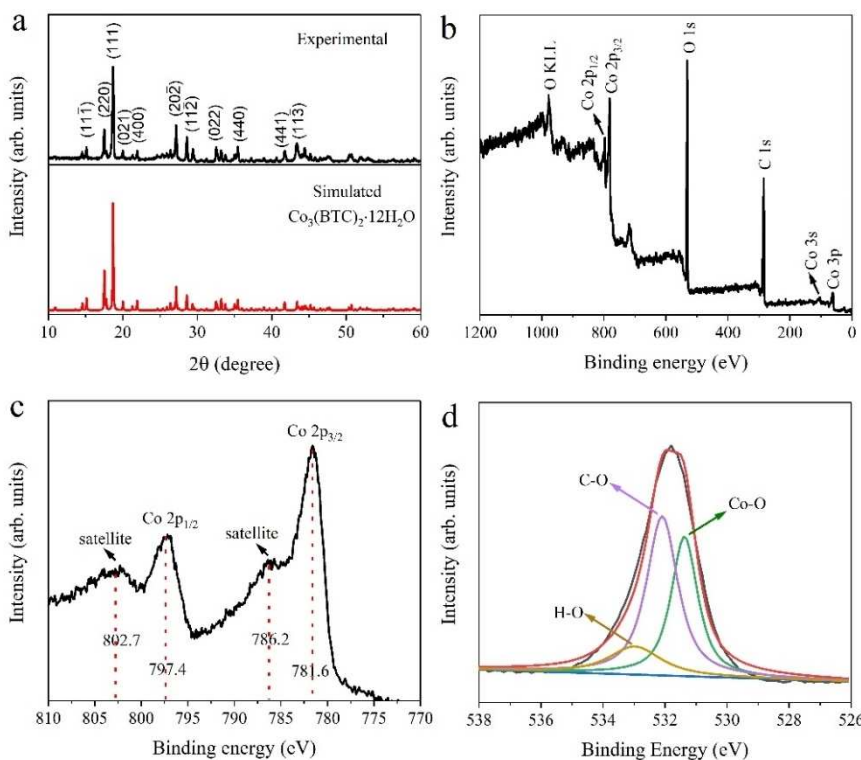 a
Experimental
(111̄)
(220)
(111)
(021)
(400)
(202̄)
(112̄)
(022)
(440)
(441)
(113̄)
Simulated
Co₃(BTC)₂·12H₂O
Intensity (arb. units)
10 20 30 40 50 60
2θ (degree)
b
O KLL
Co 2p1/2
Co 2p3/2
O 1s
C 1s
Co 3s
Co 3p
Intensity (arb. units)
1200 1000 800 600 400 200 0
Binding energy (eV)
c
Co 2p3/2
Co 2p1/2
satellite
satellite
802.7
797.4
786.2
781.6
Intensity (arb. units)
810 805 800 795 790 785 780 775 770
Binding energy (eV)
d
C-O
Co-O
H-O
Intensity (arb. units)
538 536 534 532 530 528 526
Binding Energy (eV)